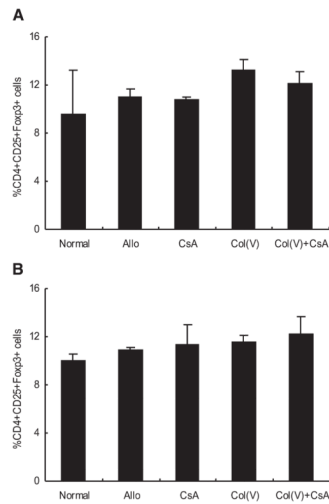 A
16
12
8
4
0
%CD4+CD25+Foxp3+ cells
Normal Allo CsA Col(V) Col(V)+CsA
B
16
12
8
4
0
%CD4+CD25+Foxp3+ cells
Normal Allo CsA Col(V) Col(V)+CsA